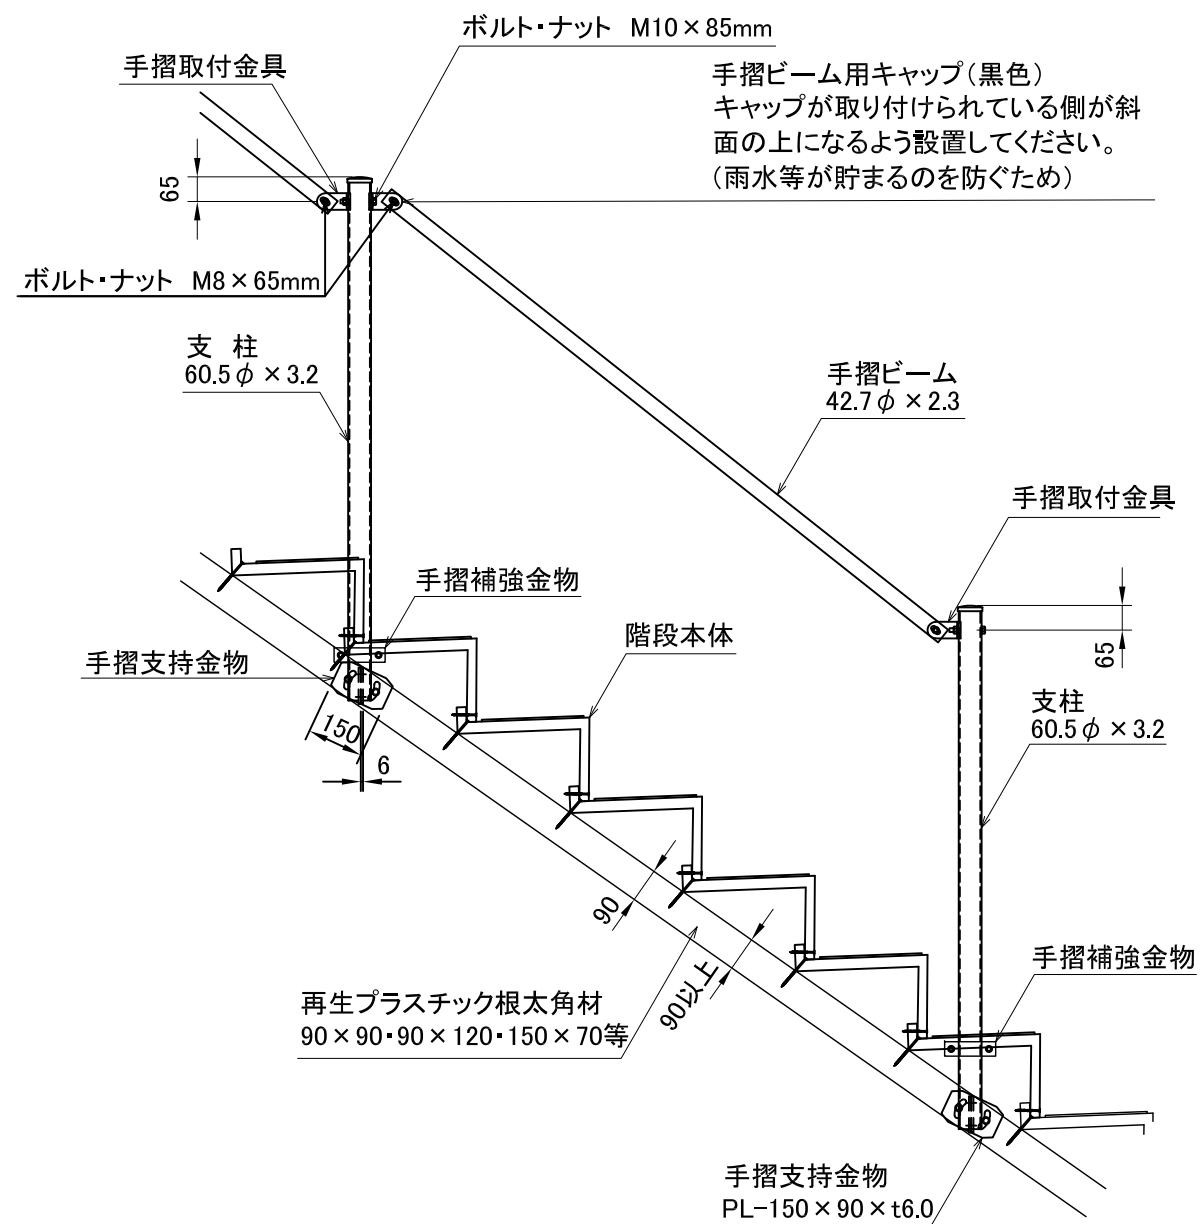 ボルト・ナット M10×85mm
手摺取付金具
手摺ビーム用キャップ(黒色)
キャップが取り付けられている側が斜
面の上になるよう設置してください。
(雨水等が貯まるのを防ぐため)
65
ボルト・ナット M8×65mm
支 柱
60.5φ×3.2
手摺ビーム
42.7φ×2.3
手摺取付金具
手摺補強金物
階段本体
手摺支持金物
65
支柱
60.5φ×3.2
150
6
90
90以上
手摺補強金物
再生プラスチック根太角材
90×90・90×120・150×70等
手摺支持金物
PL-150×90×t6.0